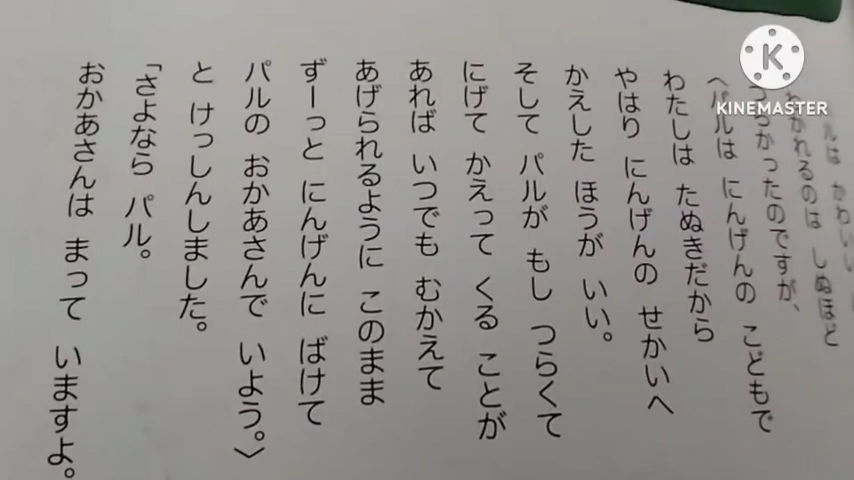 かわいい
わかれるのは しぬほど
つらかったのですが、
〈パルは にんげんの こどもで
わたしは たぬきだから
やはり にんげんの せかいへ
かえした ほうが いい。
そして パルが もし つらくて
にげて かえって くる ことが
あれば いつでも むかえて
あげられるように このまま
ずーっと にんげんに ばけて
パルの おかあさんで いよう。〉
と けっしんしました。
「さよなら パル。
おかあさんは まって いますよ。
K
KINEMASTER